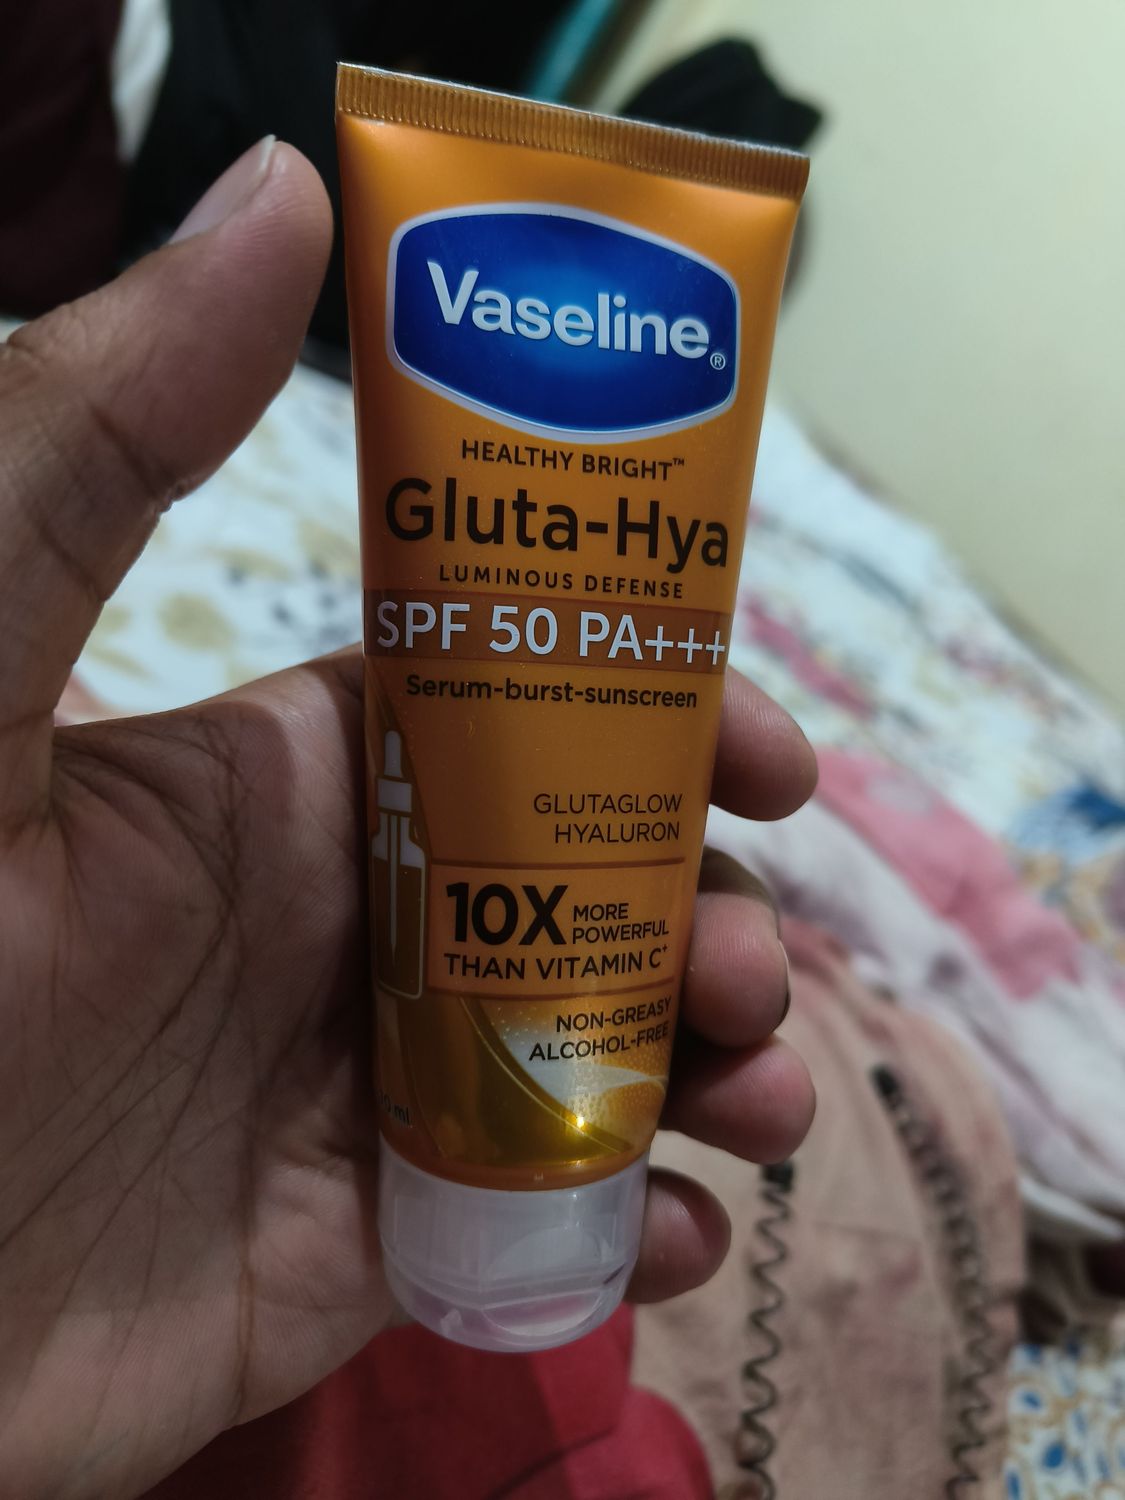 Vaseline®
HEALTHY BRIGHT™
Gluta-Hya
LUMINOUS DEFENSE
SPF 50 PA+++
Serum-burst-sunscreen
GLUTAGLOW
HYALURON
10X MORE
POWERFUL
THAN VITAMIN C⁺
NON-GREASY
ALCOHOL-FREE
ml